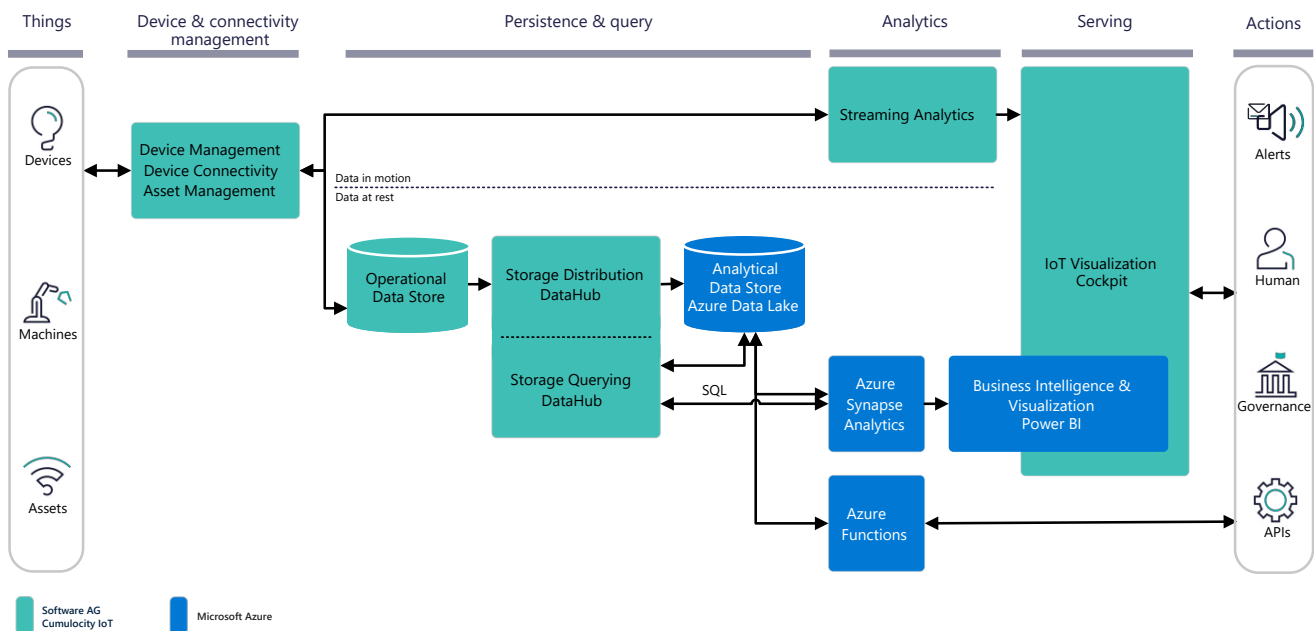 Things
Device & connectivity
management
Persistence & query
Analytics
Serving
Actions
Devices
Machines
Assets
Device Management
Device Connectivity
Asset Management
Data in motion
Data at rest
Streaming Analytics
Operational
Data Store
Storage Distribution
DataHub
Storage Querying
DataHub
Analytical
Data Store
Azure Data Lake
SQL
Azure
Synapse
Analytics
Azure
Functions
IoT Visualization
Cockpit
Business Intelligence &
Visualization
Power BI
Alerts
Human
Governance
APIs
Software AG
Cumulocity IoT
Microsoft Azure